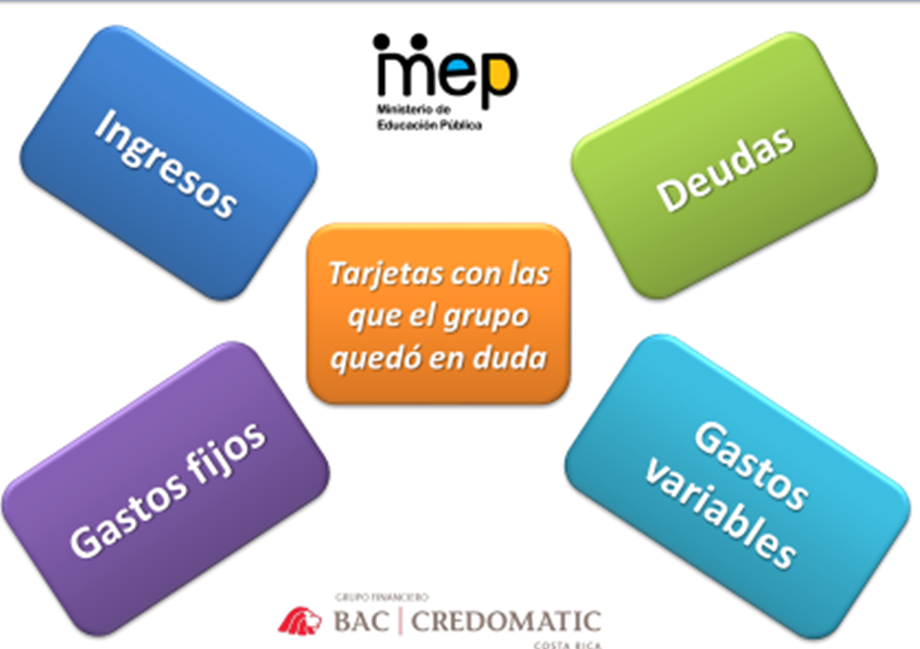 mep
Ministerio de
Educación Pública
Ingresos
Deudas
Tarjetas con las
que el grupo
quedó en duda
Gastos fijos
Gastos
variables
GRUPO FINANCIERO
BAC | CREDOMATIC
COSTA RICA